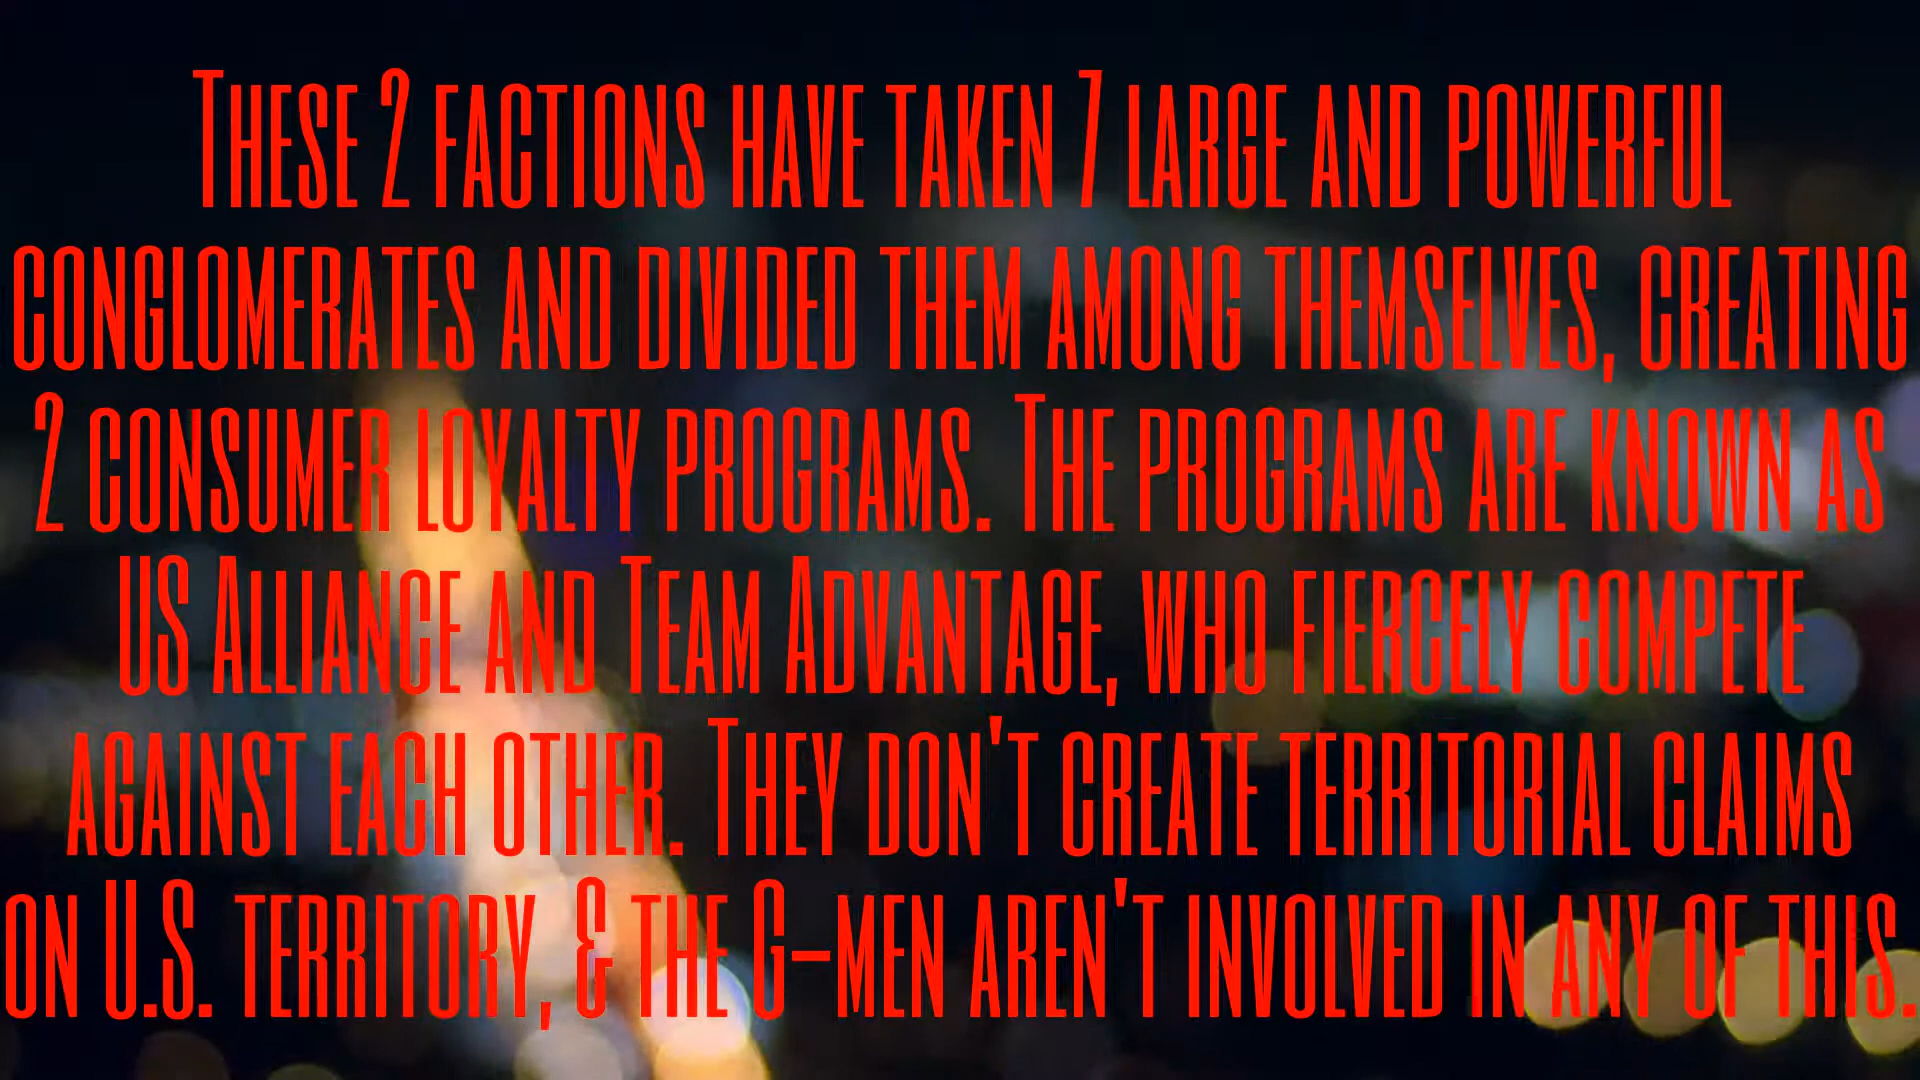 These 2 factions have taken 7 large and powerful
conglomerates and divided them among themselves, creating
2 consumer loyalty programs. The programs are known as
US Alliance and Team Advantage, who fiercely compete
against each other. They don't create territorial claims
on U.S. territory, & the G-men aren't involved in any of this.